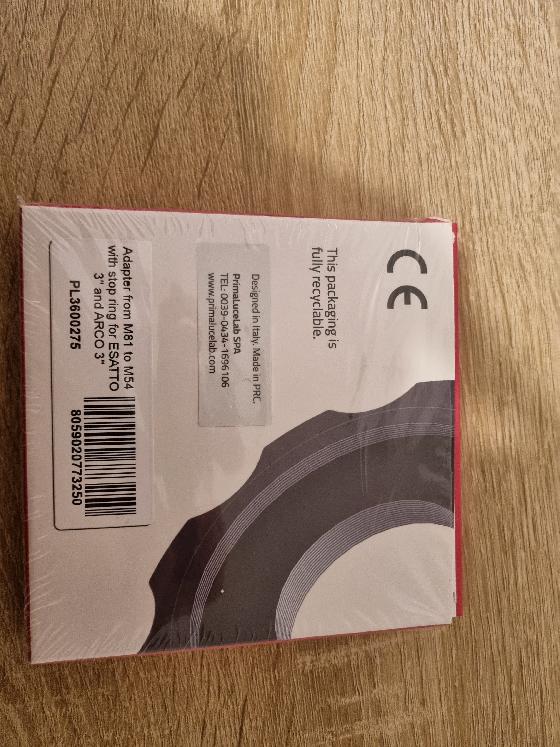 CE
This packaging is
fully recyclable.
Designed in Italy. Made in PRC.
PrimaLuceLab SPA
TEL: 0039-0434-1696106
www.primalucelab.com
Adapter from M81 to M54
with stop ring for ESATTO
3" and ARCO 3"
PL3600275
8059020773250